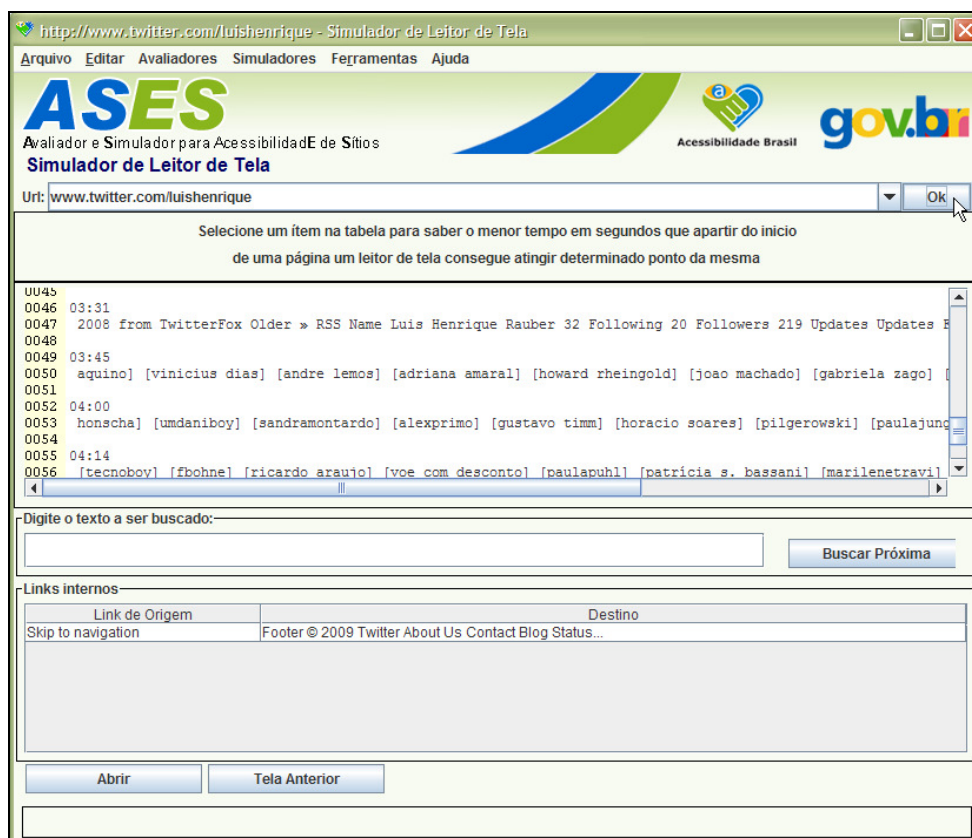 http://www.twitter.com/luishenrique - Simulador de Leitor de Tela
Arquivo Editar Avaliadores Simuladores Ferramentas Ajuda
ASES
Avaliador e Simulador para AcessibilidadE de Sítios
Acessibilidade Brasil
gov.br
Simulador de Leitor de Tela
Url: www.twitter.com/luishenrique Ok
Selecione um ítem na tabela para saber o menor tempo em segundos que apartir do inicio
de uma página um leitor de tela consegue atingir determinado ponto da mesma
0045
0046 03:31
0047 2008 from TwitterFox Older » RSS Name Luis Henrique Rauber 32 Following 20 Followers 219 Updates Updates
0048
0049 03:45
0050 aquino] [vinicius dias] [andre lemos] [adriana amaral] [howard rheingold] [joao machado] [gabriela zago] [
0051
0052 04:00
0053 honscha] [umdaniboy] [sandramontardo] [alexprimo] [gustavo timm] [horacio soares] [pilgerowski] [paulajung
0054
0055 04:14
0056 [tecnoboy] [fbohne] [ricardo araujo] [voe com desconto] [paulapuhl] [patrícia s. bassani] [marilenetravi]
Digite o texto a ser buscado:
Buscar Próxima
Links internos
Link de Origem Destino
Skip to navigation Footer © 2009 Twitter About Us Contact Blog Status...
Abrir Tela Anterior